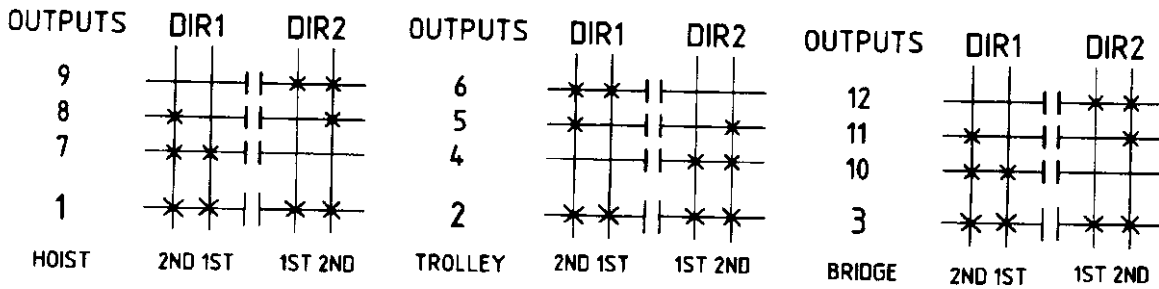 OUTPUTS DIR1 DIR2
9
8
7
1
HOIST 2ND 1ST 1ST 2ND
OUTPUTS DIR1 DIR2
6
5
4
2
TROLLEY 2ND 1ST 1ST 2ND
OUTPUTS DIR1 DIR2
12
11
10
3
BRIDGE 2ND 1ST 1ST 2ND